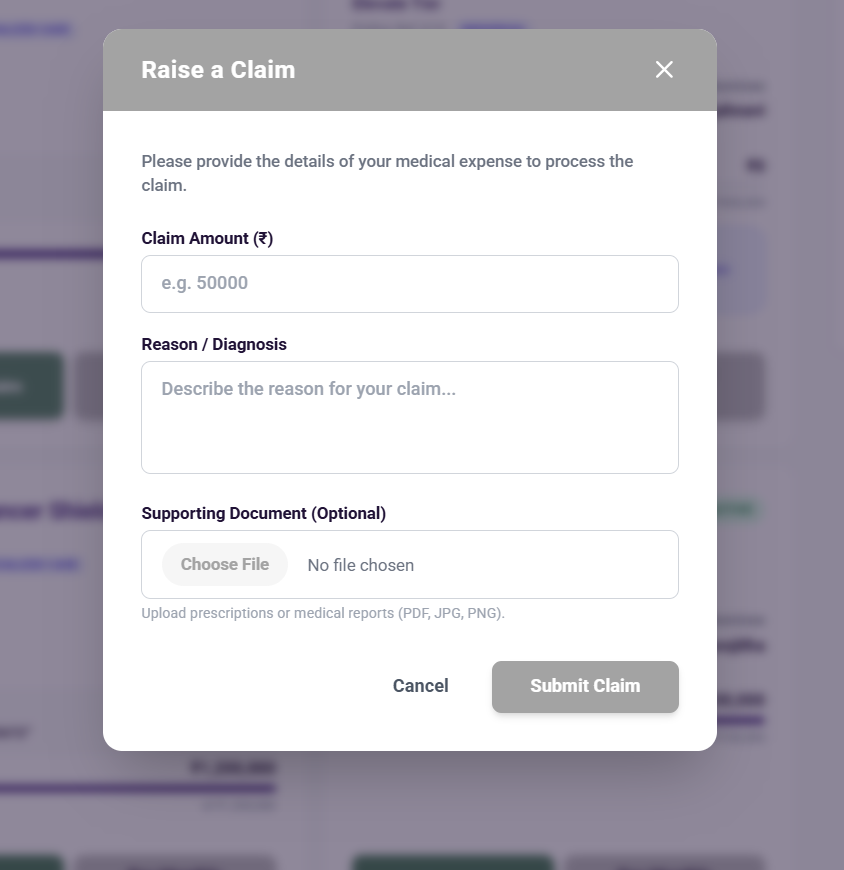 Raise a Claim
Please provide the details of your medical expense to process the
claim.
Claim Amount (₹)
e.g. 50000
Reason / Diagnosis
Describe the reason for your claim...
Supporting Document (Optional)
Choose File No file chosen
Upload prescriptions or medical reports (PDF, JPG, PNG).
Cancel Submit Claim